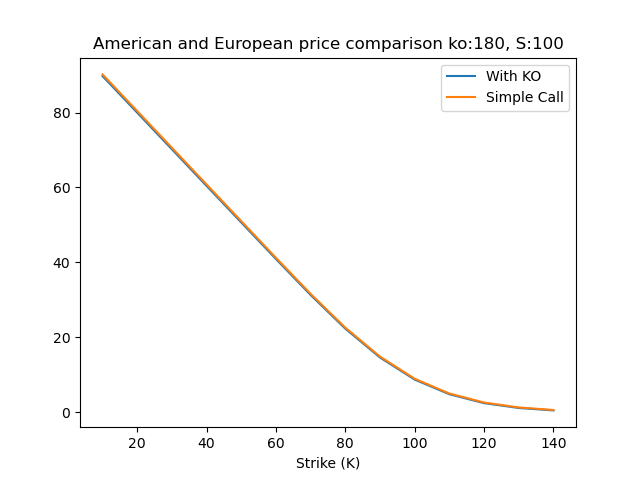 American and European price comparison ko:180, S:100
With KO
Simple Call
80
60
40
20
0
20 40 60 80 100 120 140
Strike (K)